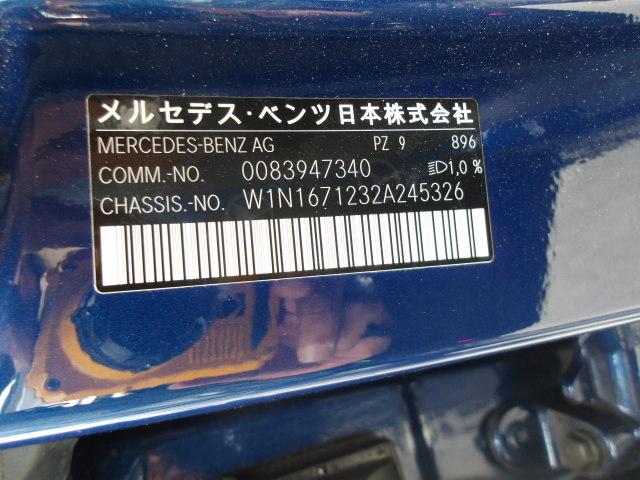 メルセデス・ベンツ日本株式会社
MERCEDES-BENZ AG PZ 9 896
COMM.-NO. 0083947340 1,0 %
CHASSIS.-NO. W1N1671232A245326